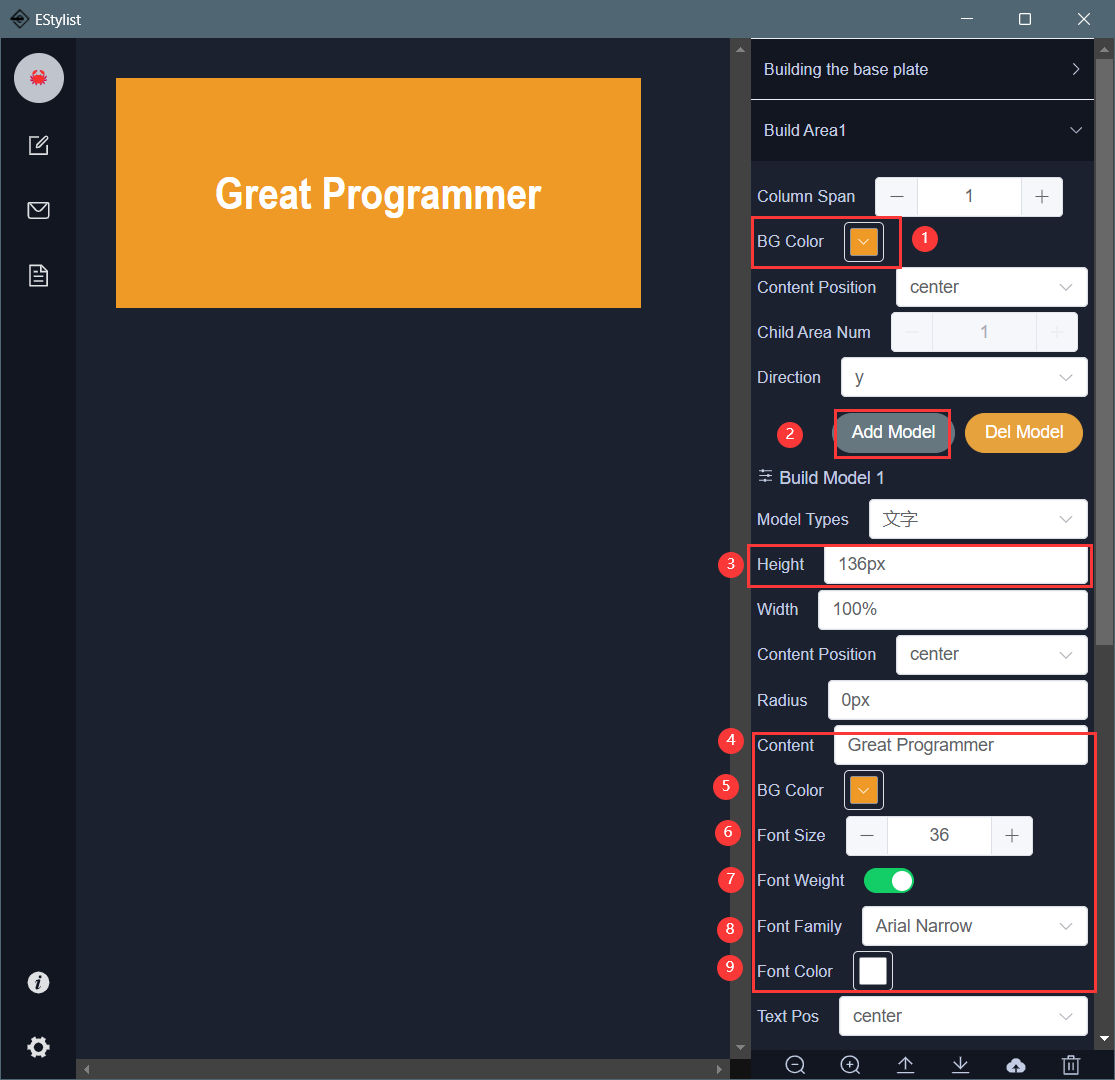 EStylist
Great Programmer
Building the base plate
Build Area1
Column Span 1
BG Color 1
Content Position center
Child Area Num 1
Direction y
2 Add Model Del Model
Build Model 1
Model Types 文字
3 Height 136px
Width 100%
Content Position center
Radius 0px
4 Content Great Programmer
5 BG Color
6 Font Size 36
7 Font Weight
8 Font Family Arial Narrow
9 Font Color
Text Pos center